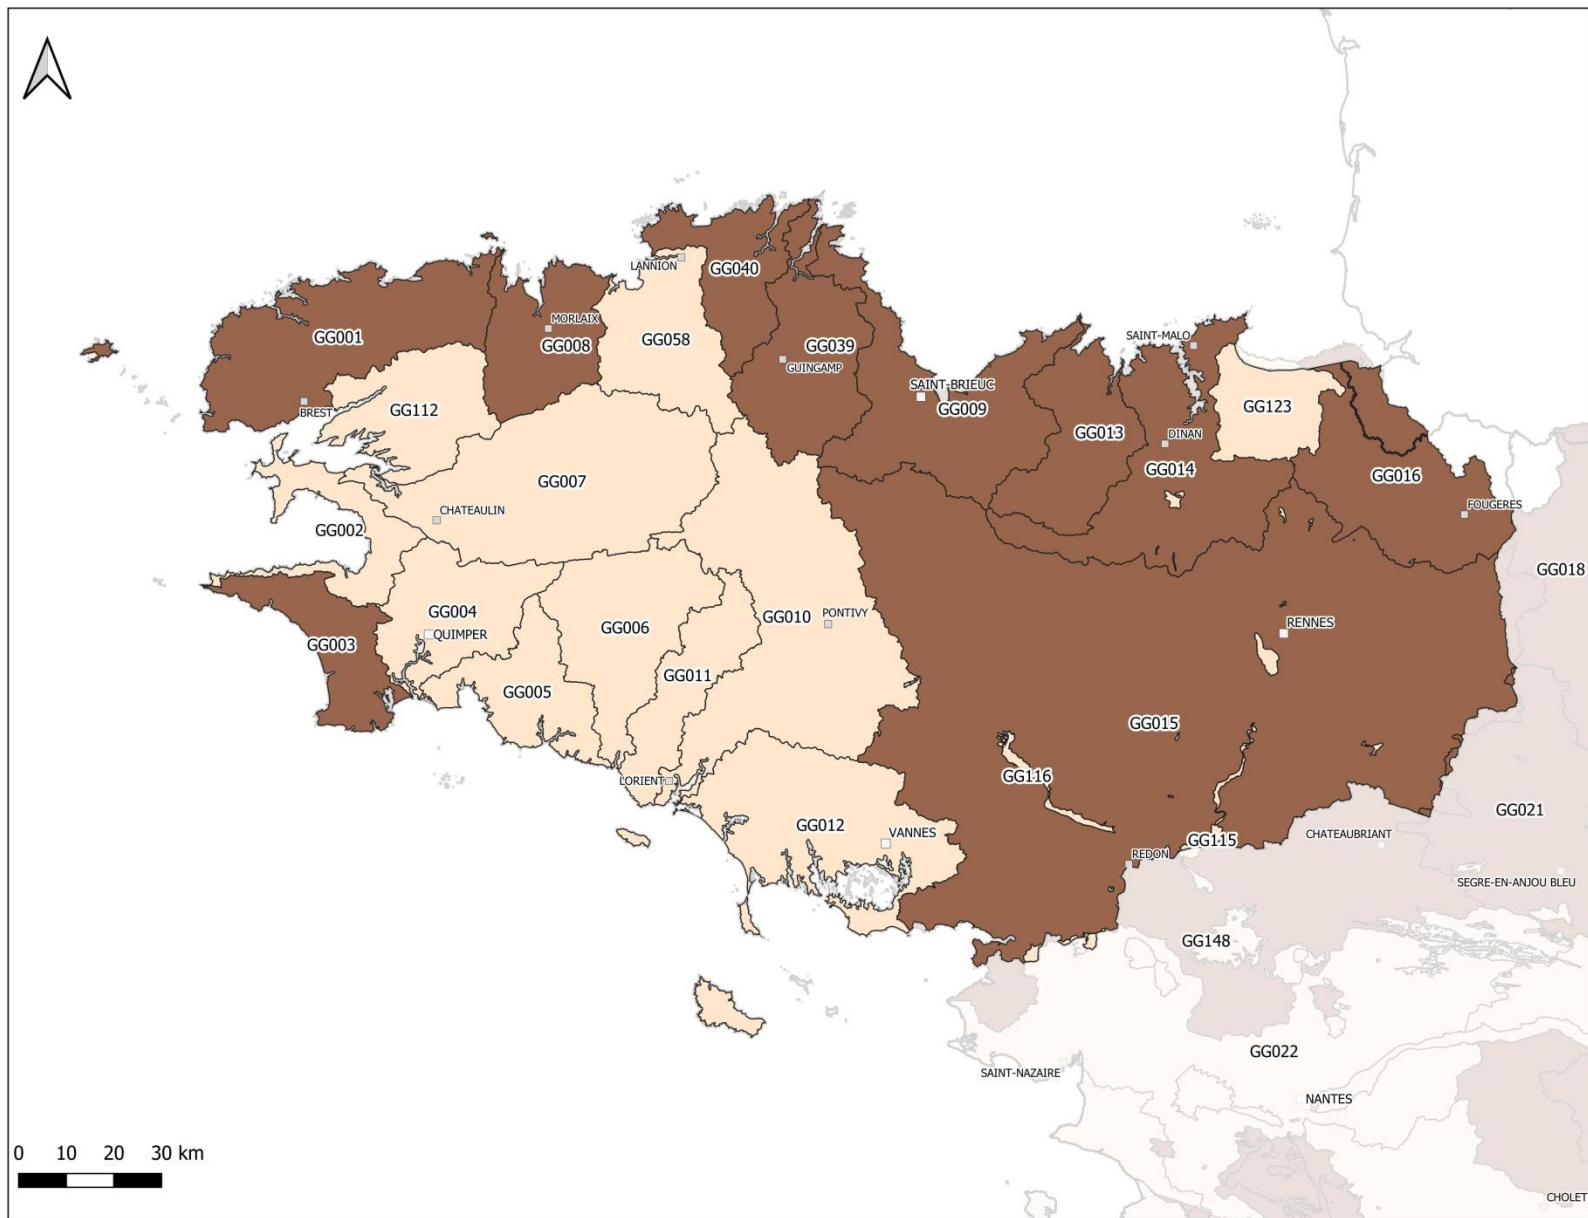 LANNION
GG040
MORLAIX
GG001
GG008
GG058
GG039
GUINGAMP
SAINT-MALO
SAINT-BRIEUC
GG009
BREST
GG112
GG013
GG123
DINAN
GG014
GG016
GG007
CHATEAULIN
FOUGERES
GG002
GG018
GG004
QUIMPER
GG006
GG010
PONTIVY
RENNES
GG003
GG011
GG005
GG015
LORIENT
GG116
GG021
GG012
VANNES
GG115
CHATEAUBRIANT
REDON
SEGRE-EN-ANJOU BLEU
GG148
GG022
SAINT-NAZAIRE
NANTES
0 10 20 30 km
CHOLET